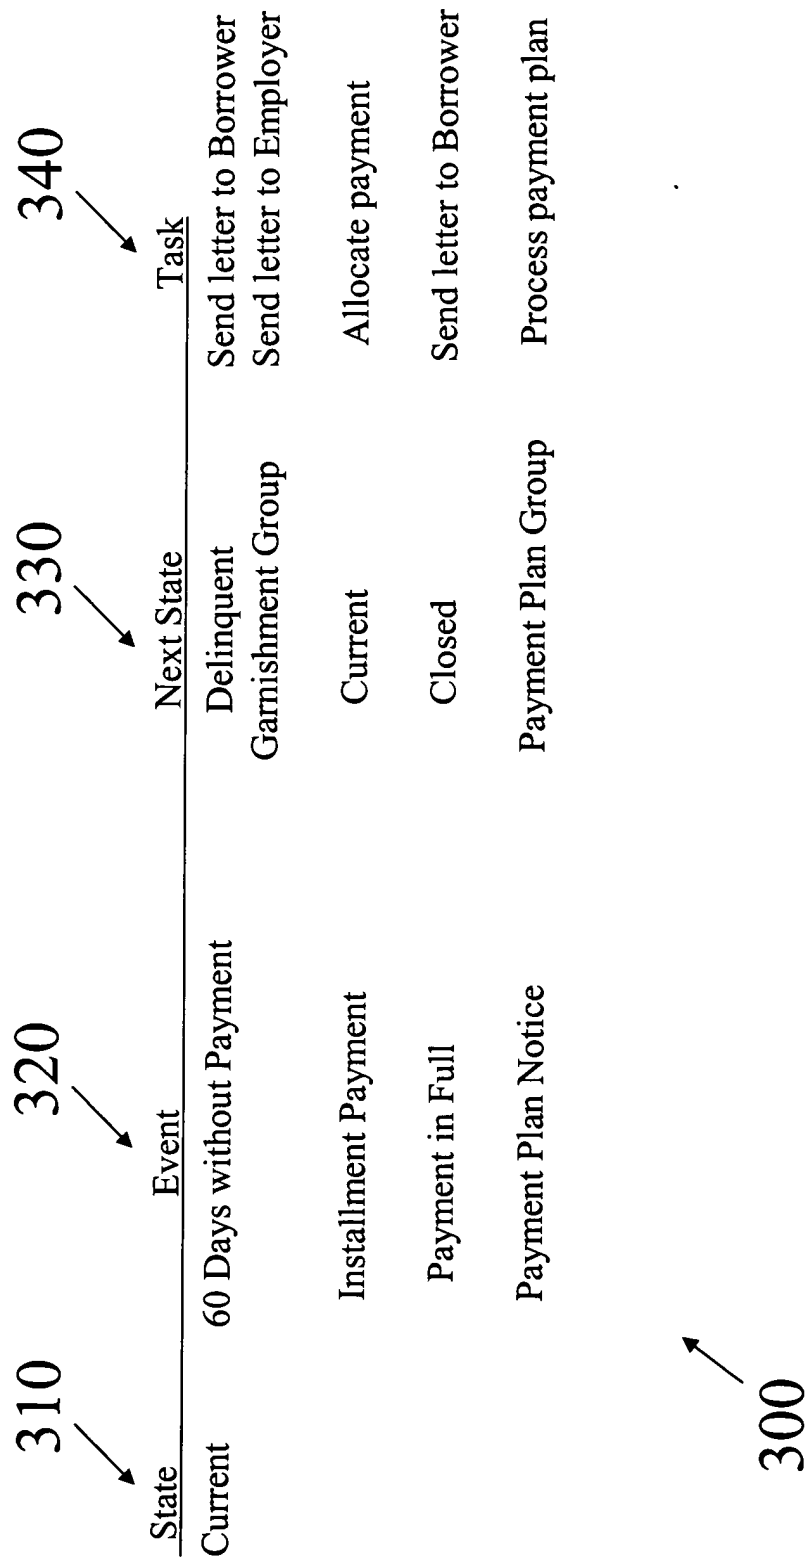 310 320 330 340
State Event Next State Task
Current 60 Days without Payment Delinquent Send letter to Borrower
Garnishment Group Send letter to Employer
Installment Payment Current Allocate payment
Payment in Full Closed Send letter to Borrower
Payment Plan Notice Payment Plan Group Process payment plan
300